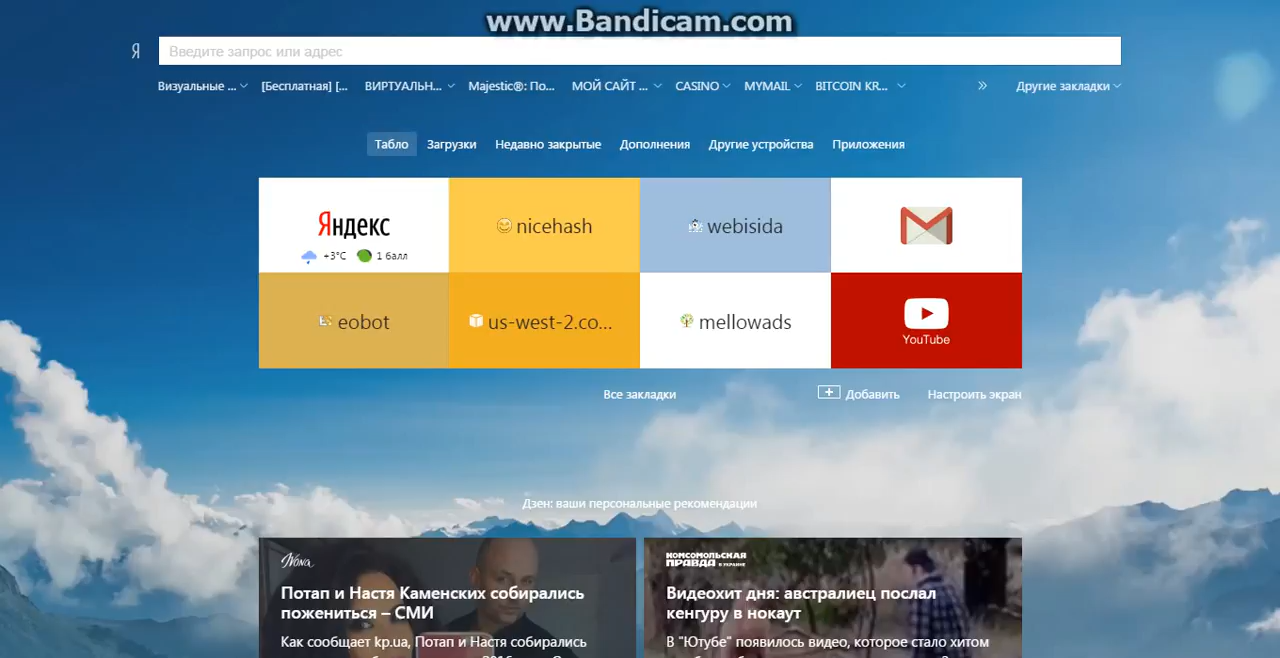 www.Bandicam.com
Я Введите запрос или адрес
Визуальные ... [Бесплатная] [... ВИРТУАЛЬН... Majestic®: По... МОЙ САЙТ ... CASINO MYMAIL BITCOIN KR... » Другие закладки
Табло Загрузки Недавно закрытые Дополнения Другие устройства Приложения
Яндекс
+3°C 1 балл
nicehash
webisida
eobot
us-west-2.co...
mellowads
YouTube
Все закладки Добавить Настроить экран
Дзен: ваши персональные рекомендации
Потап и Настя Каменских собирались
пожениться – СМИ
Как сообщает kp.ua, Потап и Настя собирались
КОМСОМОЛЬСКАЯ
ПРАВДА В УКРАИНЕ
Видеохит дня: австралиец послал
кенгуру в нокаут
В "Ютубе" появилось видео, которое стало хитом